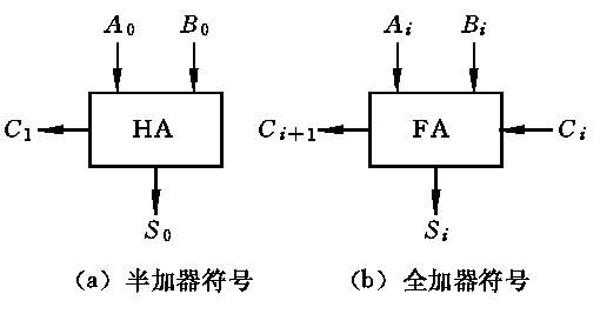 A₀ B₀ Aᵢ Bᵢ
C₁ HA Cᵢ₊₁ FA Cᵢ
S₀ Sᵢ
(a) 半加器符号 (b) 全加器符号